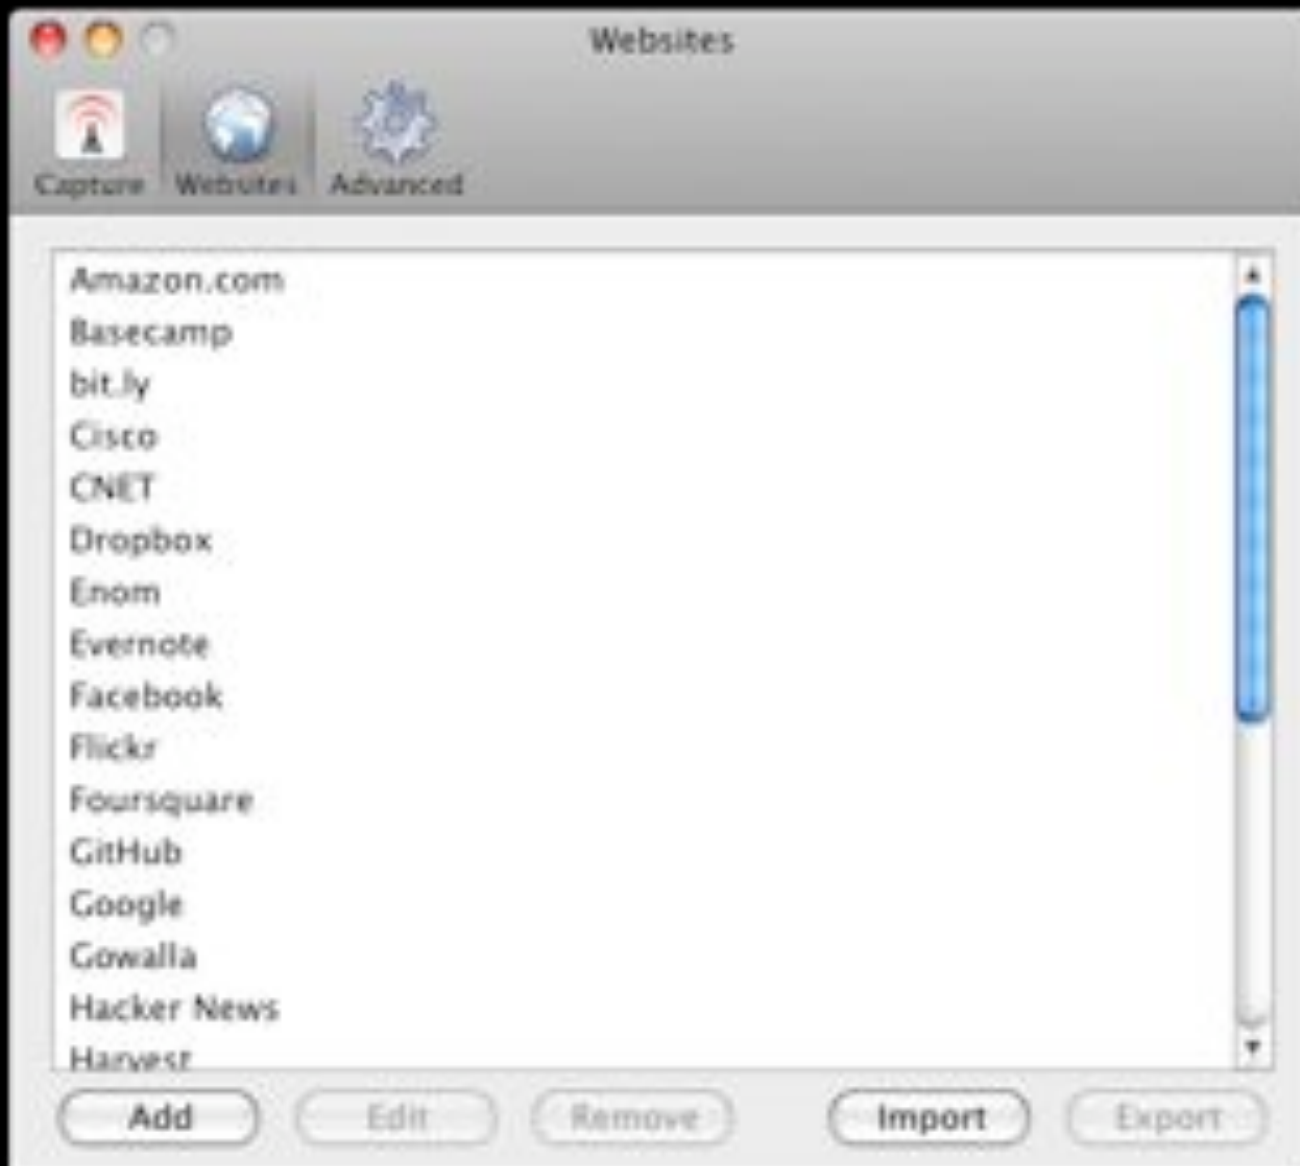 Websites
Capture Websites Advanced
Amazon.com
Basecamp
bit.ly
Cisco
CNET
Dropbox
Enom
Evernote
Facebook
Flickr
Foursquare
GitHub
Google
Gowalla
Hacker News
Harvest
Add Edit Remove Import Export